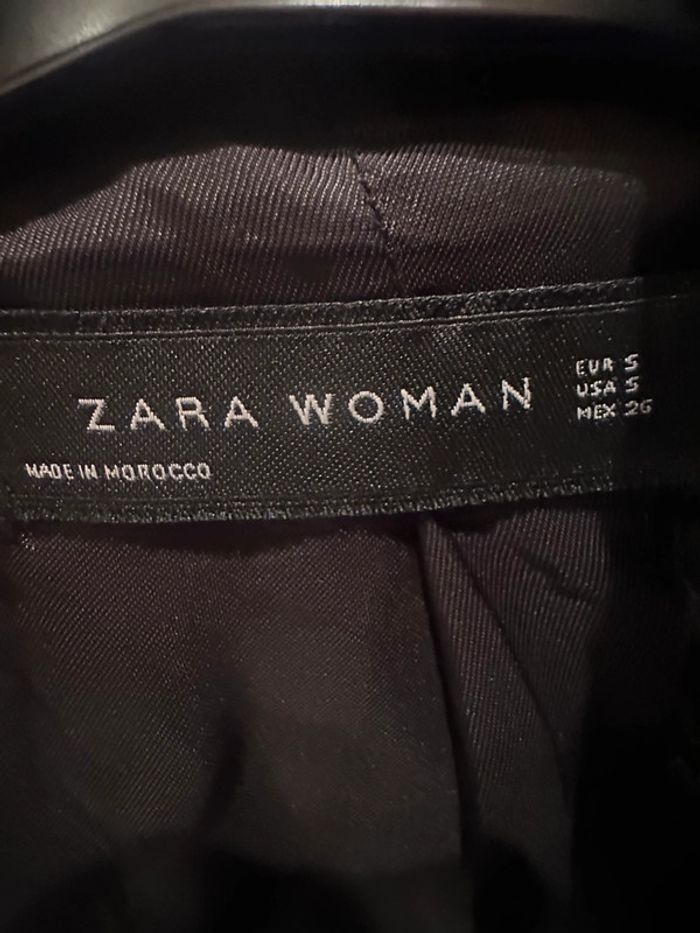 ZARA WOMAN
EUR S
USA S
MEX 26
MADE IN MOROCCO